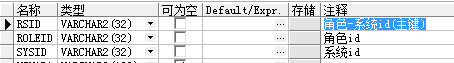 名称 类型 可为空 Default/Expr. 存储 注释
RSID VARCHAR2(32) ... 角色-系统id(主键)
ROLEID VARCHAR2(32) ... 角色id
SYSID VARCHAR2(32) ... 系统id